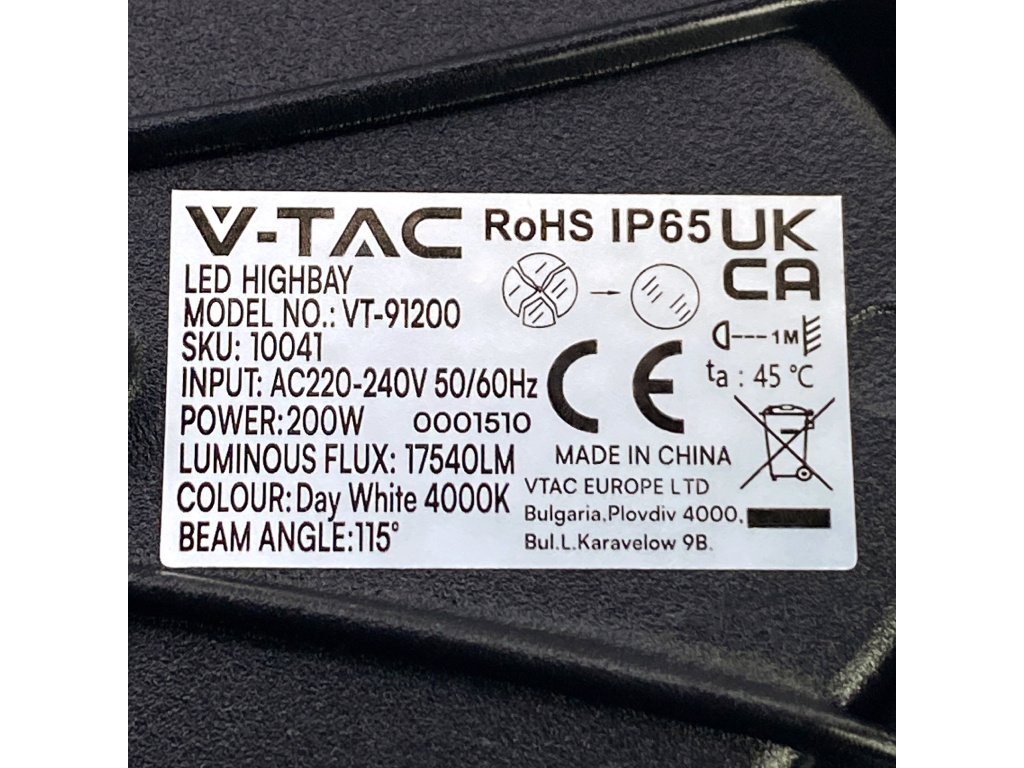 V-TAC RoHS IP65 UK CA
LED HIGHBAY
MODEL NO.: VT-91200
SKU: 10041
INPUT: AC220-240V 50/60Hz
POWER: 200W 0001510
LUMINOUS FLUX: 17540LM
COLOUR: Day White 4000K
BEAM ANGLE: 115°
CE
1M
ta : 45 °C
MADE IN CHINA
VTAC EUROPE LTD
Bulgaria, Plovdiv 4000,
Bul.L.Karavelow 9B.